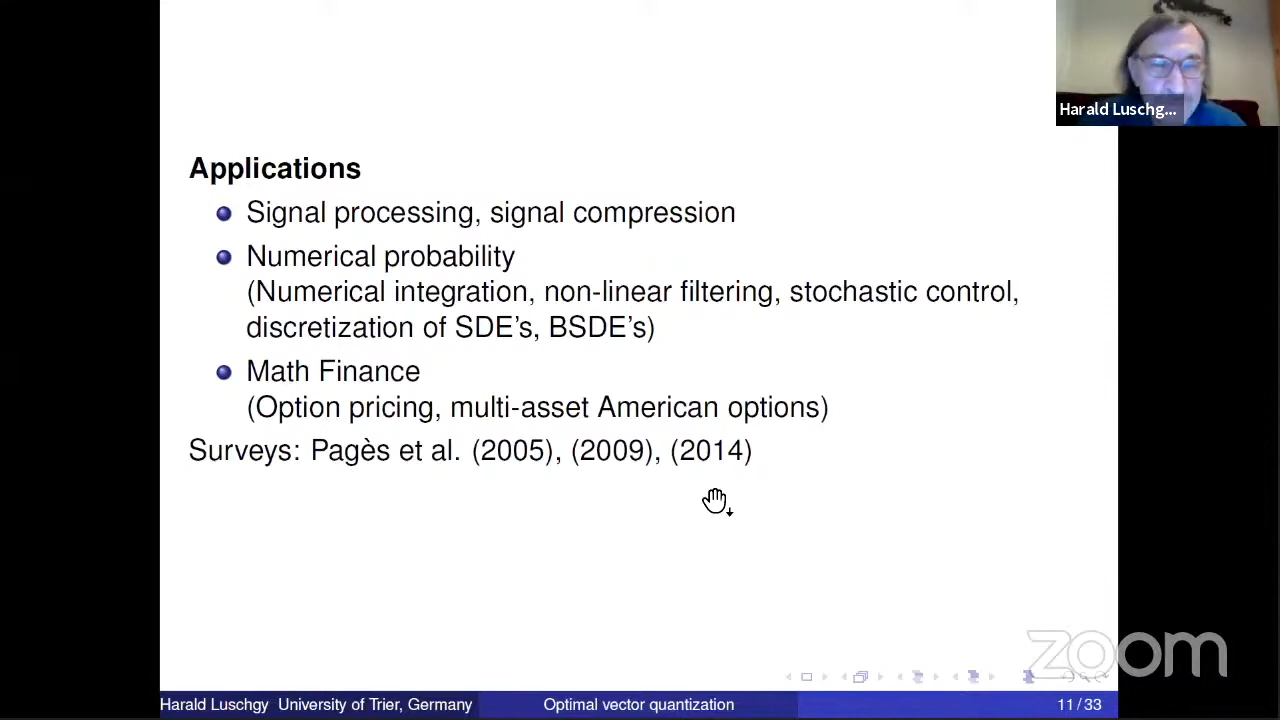 Harald Luschg...
Applications
Signal processing, signal compression
Numerical probability
(Numerical integration, non-linear filtering, stochastic control,
discretization of SDE's, BSDE's)
Math Finance
(Option pricing, multi-asset American options)
Surveys: Pagès et al. (2005), (2009), (2014)
zoom
Harald Luschgy University of Trier, Germany Optimal vector quantization 11 / 33